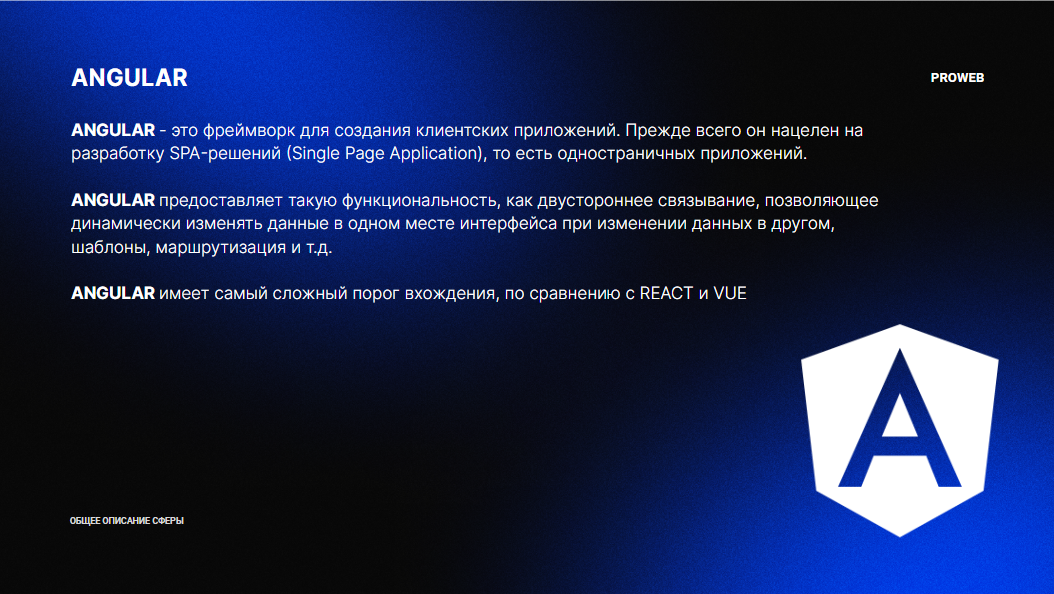 ANGULAR
PROWEB
ANGULAR - это фреймворк для создания клиентских приложений. Прежде всего он нацелен на
разработку SPA-решений (Single Page Application), то есть одностраничных приложений.
ANGULAR предоставляет такую функциональность, как двустороннее связывание, позволяющее
динамически изменять данные в одном месте интерфейса при изменении данных в другом,
шаблоны, маршрутизация и т.д.
ANGULAR имеет самый сложный порог вхождения, по сравнению с REACT и VUE
A
ОБЩЕЕ ОПИСАНИЕ СФЕРЫ